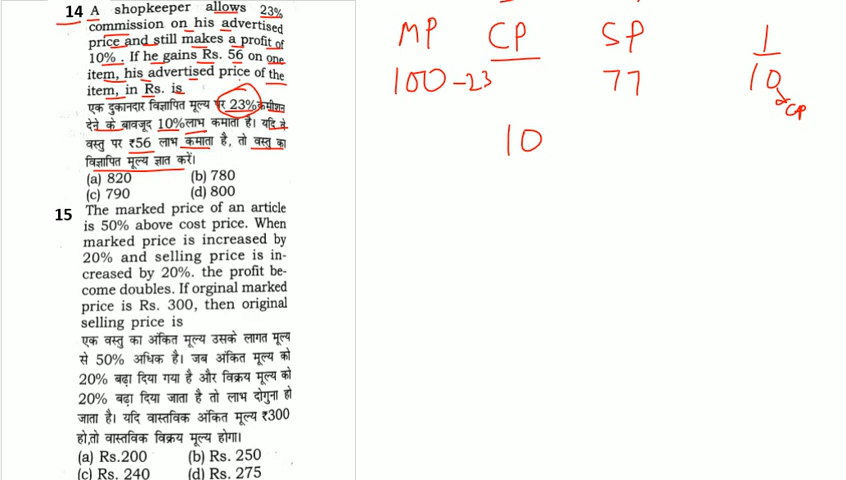 14 A shopkeeper allows 23%
commission on his advertised
price and still makes a profit of
10% . If he gains Rs. 56 on one
item, his advertised price of the
item, in Rs. is
एक दुकानदार विज्ञापित मूल्य पर 23% कमीशन
देने के बावजूद 10% लाभ कमाता है। यदि वे
वस्तु पर ₹56 लाभ कमाता है, तो वस्तु का
विज्ञापित मूल्य ज्ञात करें।
(a) 820 (b) 780
(c) 790 (d) 800
15 The marked price of an article
is 50% above cost price. When
marked price is increased by
20% and selling price is in-
creased by 20%. the profit be-
come doubles. If orginal marked
price is Rs. 300, then original
selling price is
एक वस्तु का अंकित मूल्य उसके लागत मूल्य
से 50% अधिक है। जब अंकित मूल्य को
20% बढ़ा दिया गया है और विक्रय मूल्य को
20% बढ़ा दिया जाता है तो लाभ दोगुना हो
जाता है। यदि वास्तविक अंकित मूल्य ₹300
हो,तो वास्तविक विक्रय मूल्य होगा।
(a) Rs.200 (b) Rs. 250
(c) Rs. 240 (d) Rs. 275
MP CP SP
100-23 77
1
10
CP
10